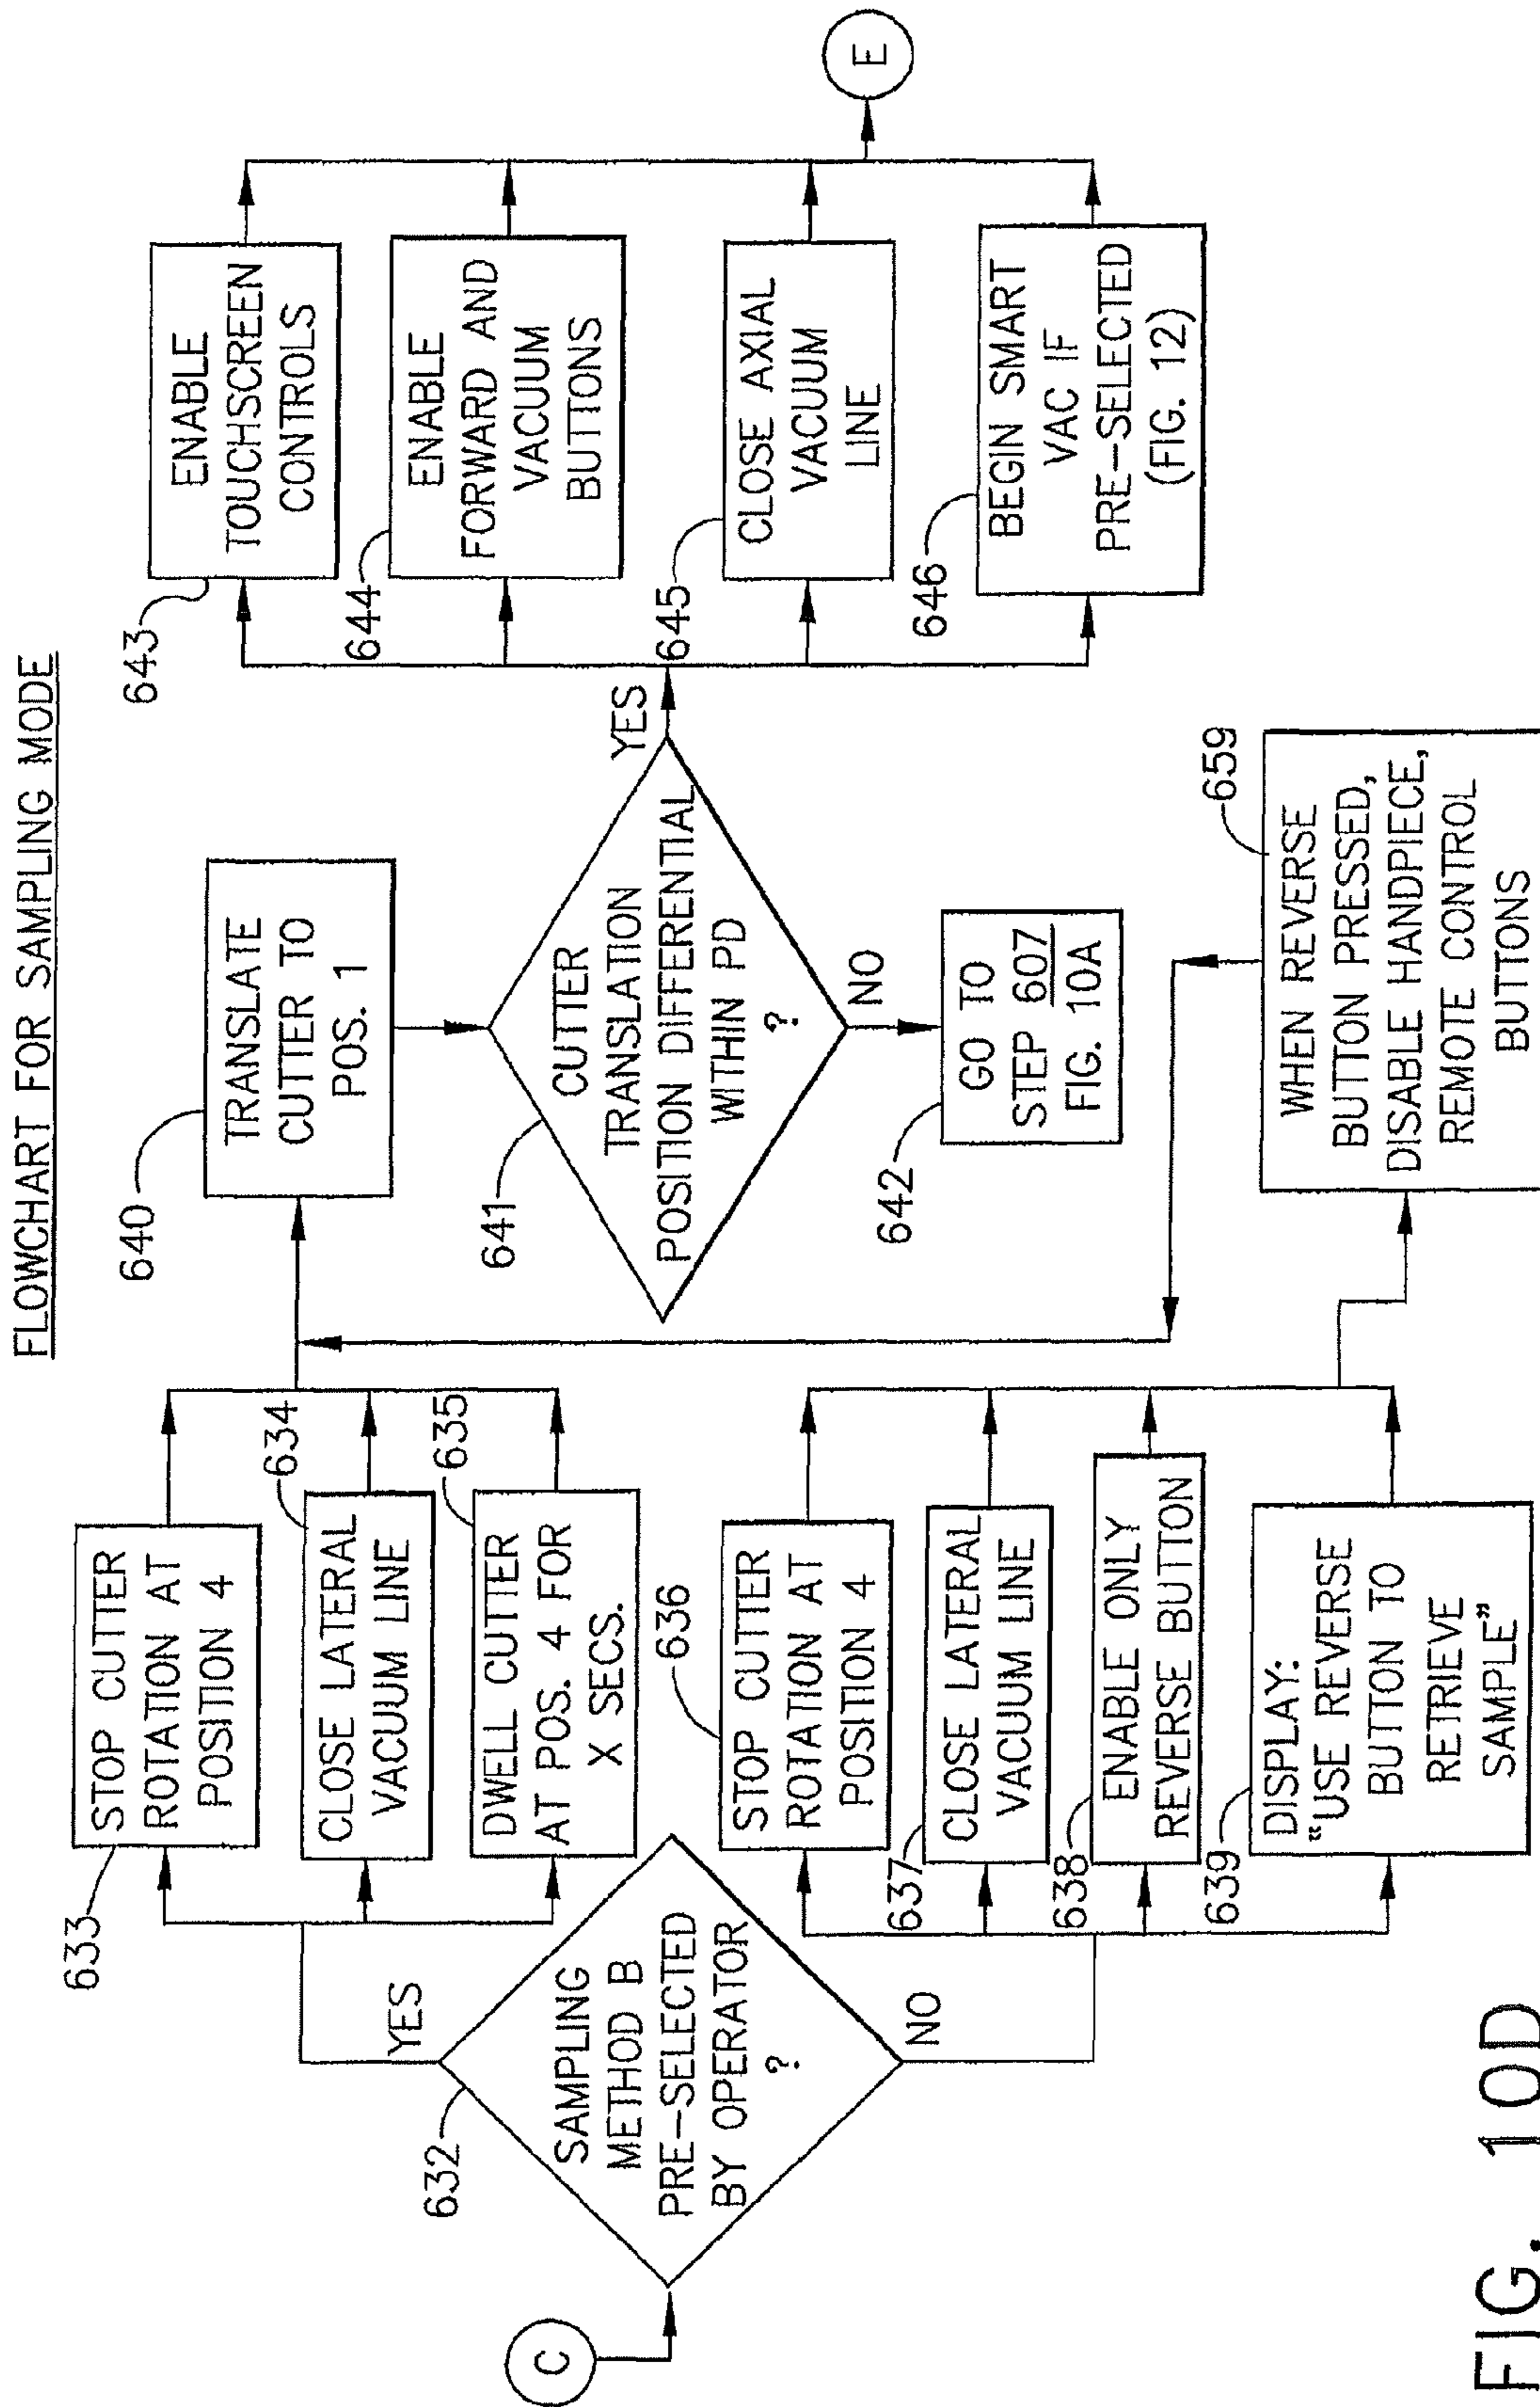 FLOWCHART FOR SAMPLING MODE
C
632
SAMPLING
METHOD B
PRE-SELECTED
BY OPERATOR
?
YES
NO
633
STOP CUTTER
ROTATION AT
POSITION 4
634
CLOSE LATERAL
VACUUM LINE
635
DWELL CUTTER
AT POS. 4 FOR
X SECS.
636
STOP CUTTER
ROTATION AT
POSITION 4
637
CLOSE LATERAL
VACUUM LINE
638
ENABLE ONLY
REVERSE BUTTON
639
DISPLAY:
"USE REVERSE
BUTTON TO
RETRIEVE
SAMPLE"
640
TRANSLATE
CUTTER TO
POS. 1
641
CUTTER
TRANSLATION
POSITION DIFFERENTIAL
WITHIN PD
?
YES
NO
642
GO TO
STEP 607
FIG. 10A
659
WHEN REVERSE
BUTTON PRESSED,
DISABLE HANDPIECE,
REMOTE CONTROL
BUTTONS
643
ENABLE
TOUCHSCREEN
CONTROLS
644
ENABLE
FORWARD AND
VACUUM
BUTTONS
645
CLOSE AXIAL
VACUUM
LINE
646
BEGIN SMART
VAC IF
PRE-SELECTED
(FIG. 12)
E
FIG. 10D